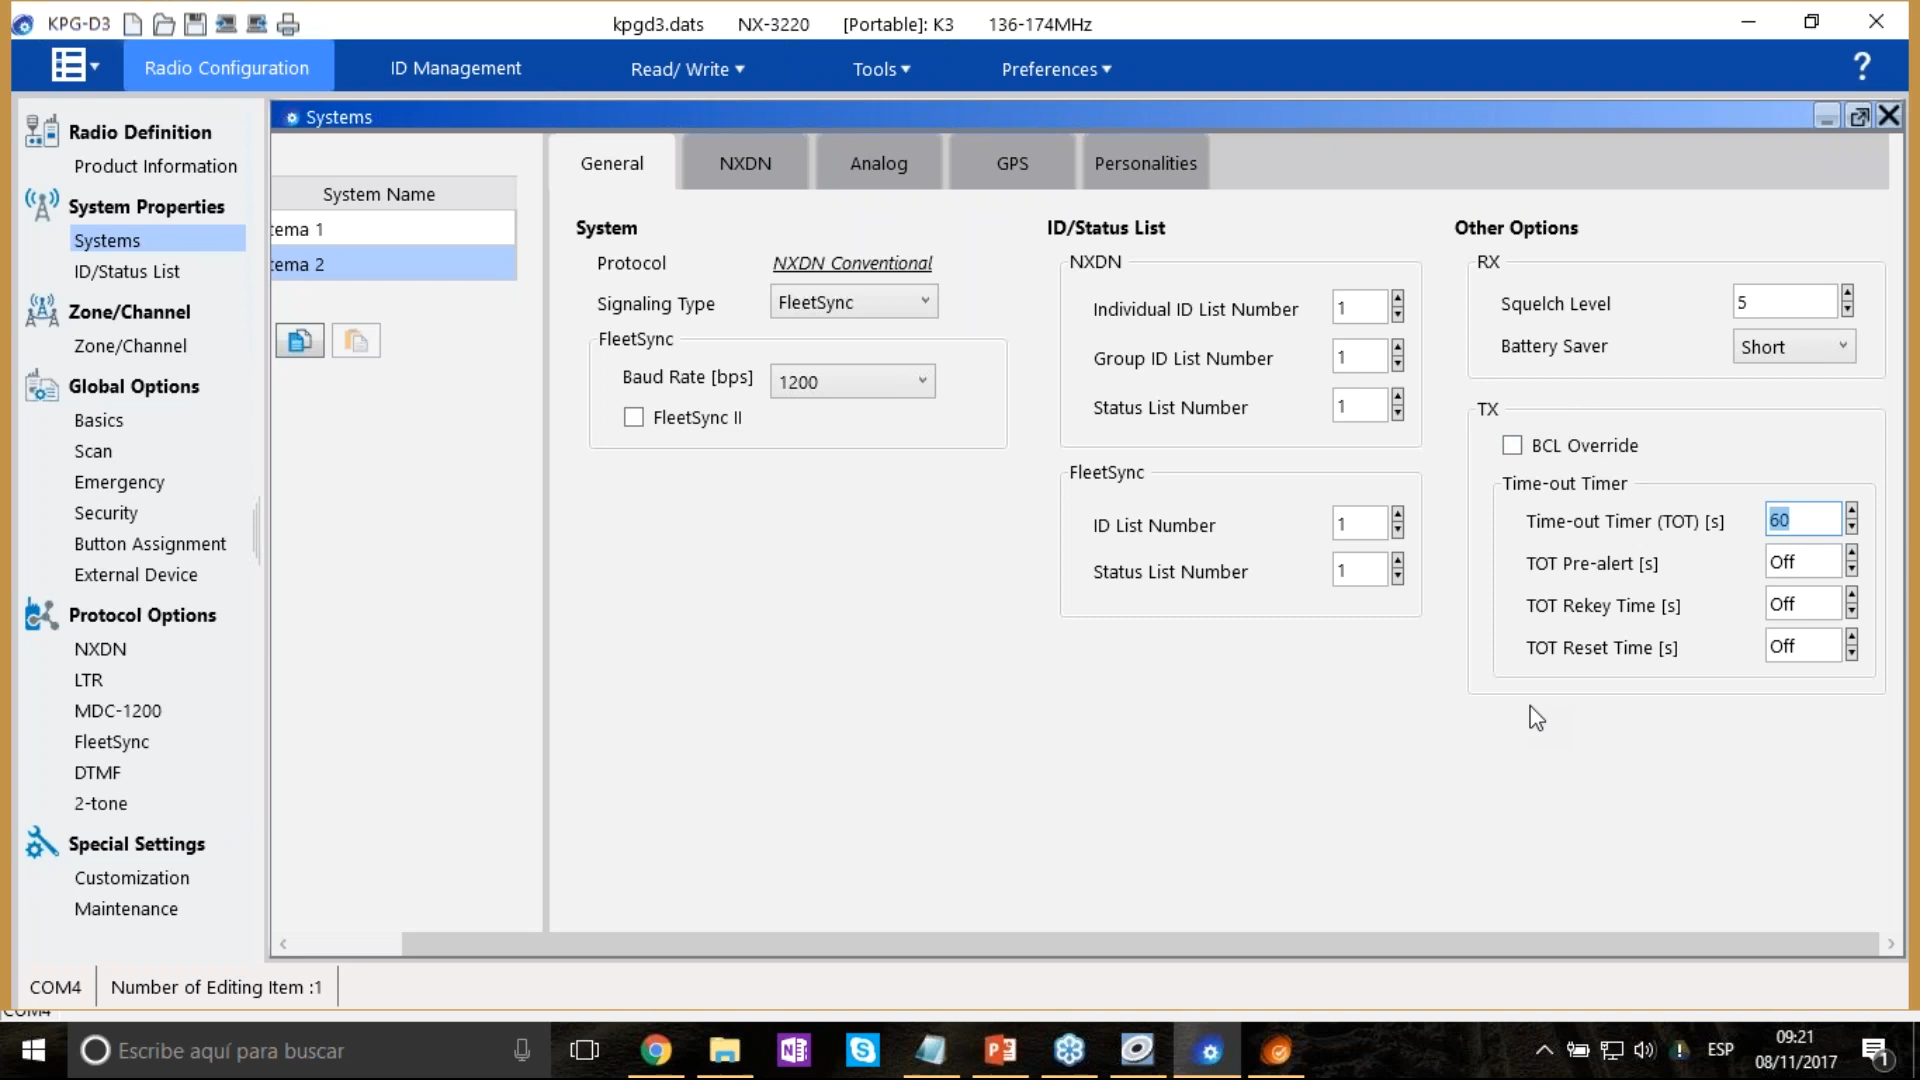 KPG-D3
kpgd3.dats NX-3220 [Portable]: K3 136-174MHz
Radio Configuration ID Management Read/ Write Tools Preferences ?
Radio Definition
Product Information
System Properties
Systems
ID/Status List
Zone/Channel
Zone/Channel
Global Options
Basics
Scan
Emergency
Security
Button Assignment
External Device
Protocol Options
NXDN
LTR
MDC-1200
FleetSync
DTMF
2-tone
Special Settings
Customization
Maintenance
Systems
System Name
tema 1
tema 2
General NXDN Analog GPS Personalities
System
Protocol NXDN Conventional
Signaling Type FleetSync
FleetSync
Baud Rate [bps] 1200
FleetSync II
ID/Status List
NXDN
Individual ID List Number 1
Group ID List Number 1
Status List Number 1
FleetSync
ID List Number 1
Status List Number 1
Other Options
RX
Squelch Level 5
Battery Saver Short
TX
BCL Override
Time-out Timer
Time-out Timer (TOT) [s] 60
TOT Pre-alert [s] Off
TOT Rekey Time [s] Off
TOT Reset Time [s] Off
COM4 Number of Editing Item :1
COM4
Escribe aquí para buscar
ESP
09:21
08/11/2017
1